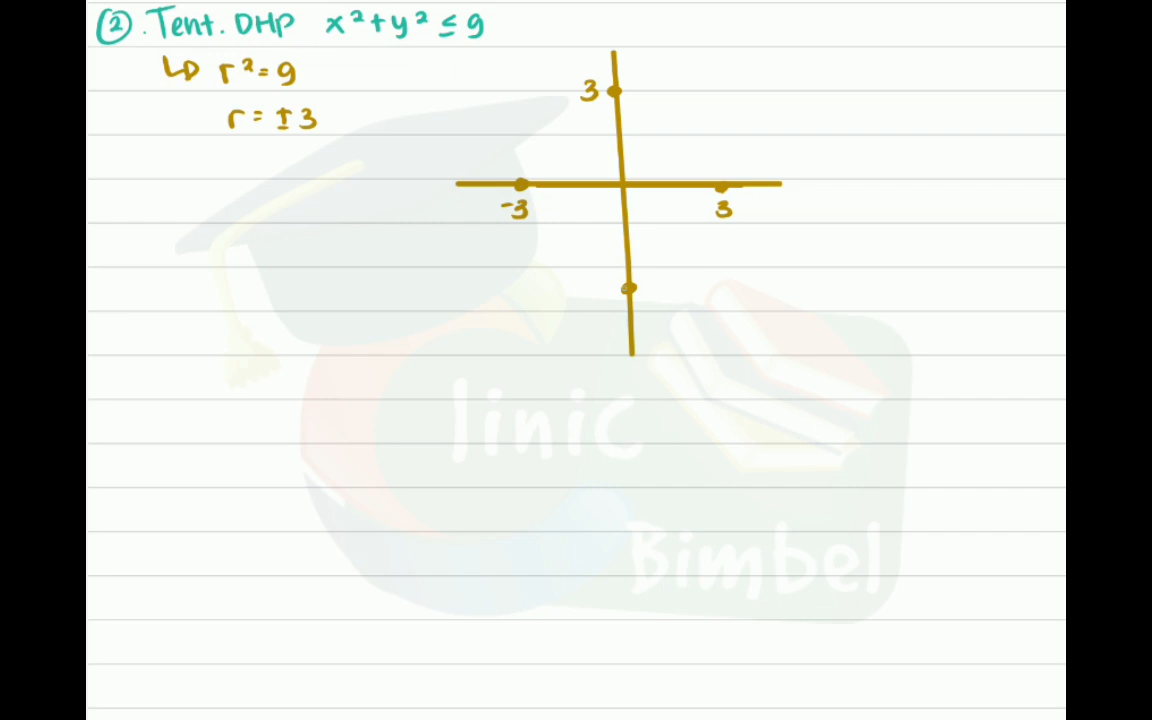 2. Tent. DHP x² + y² ≤ 9
↳ r² = 9
r = ± 3
3
-3
3
linic
Bimbel